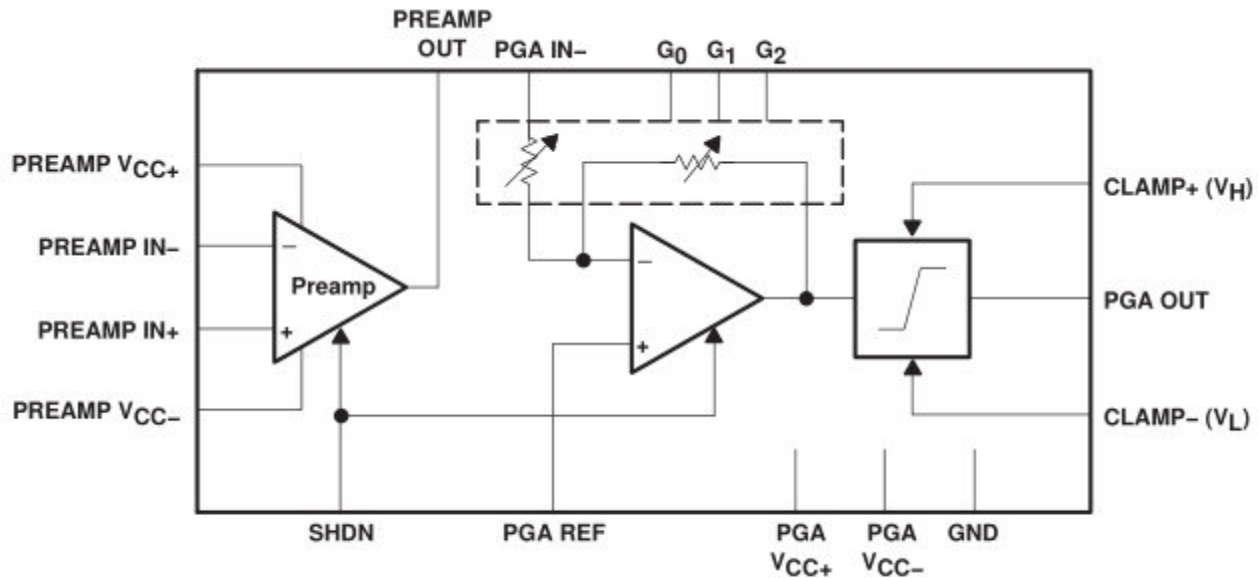 PREAMP
OUT
PGA IN−
G0
G1
G2
PREAMP VCC+
PREAMP IN−
PREAMP IN+
PREAMP VCC−
−
Preamp
+
−
+
CLAMP+ (VH)
PGA OUT
CLAMP− (VL)
SHDN
PGA REF
PGA
VCC+
PGA
VCC−
GND